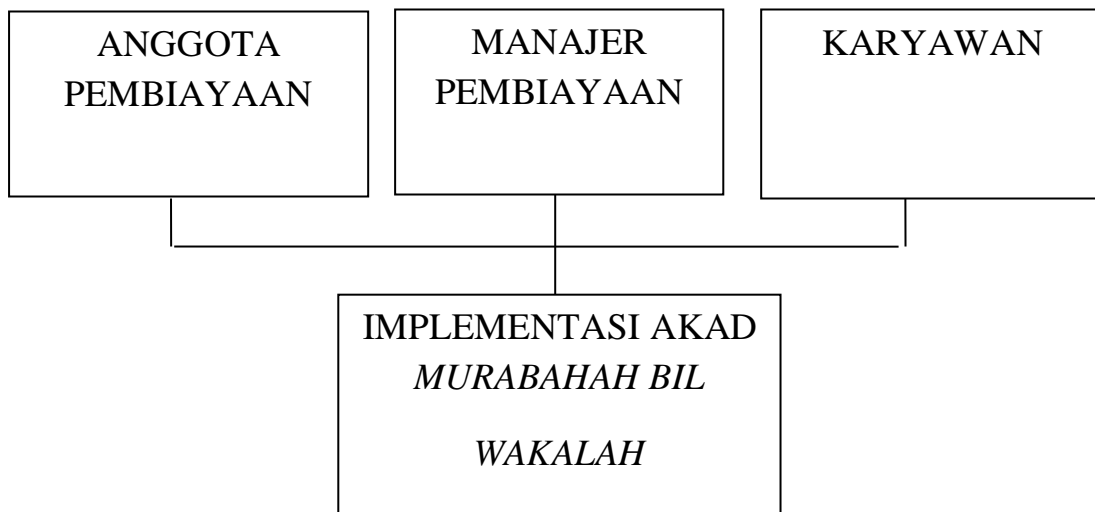 ANGGOTA
PEMBIAYAAN
MANAJER
PEMBIAYAAN
KARYAWAN
IMPLEMENTASI AKAD
MURABAHAH BIL
WAKALAH